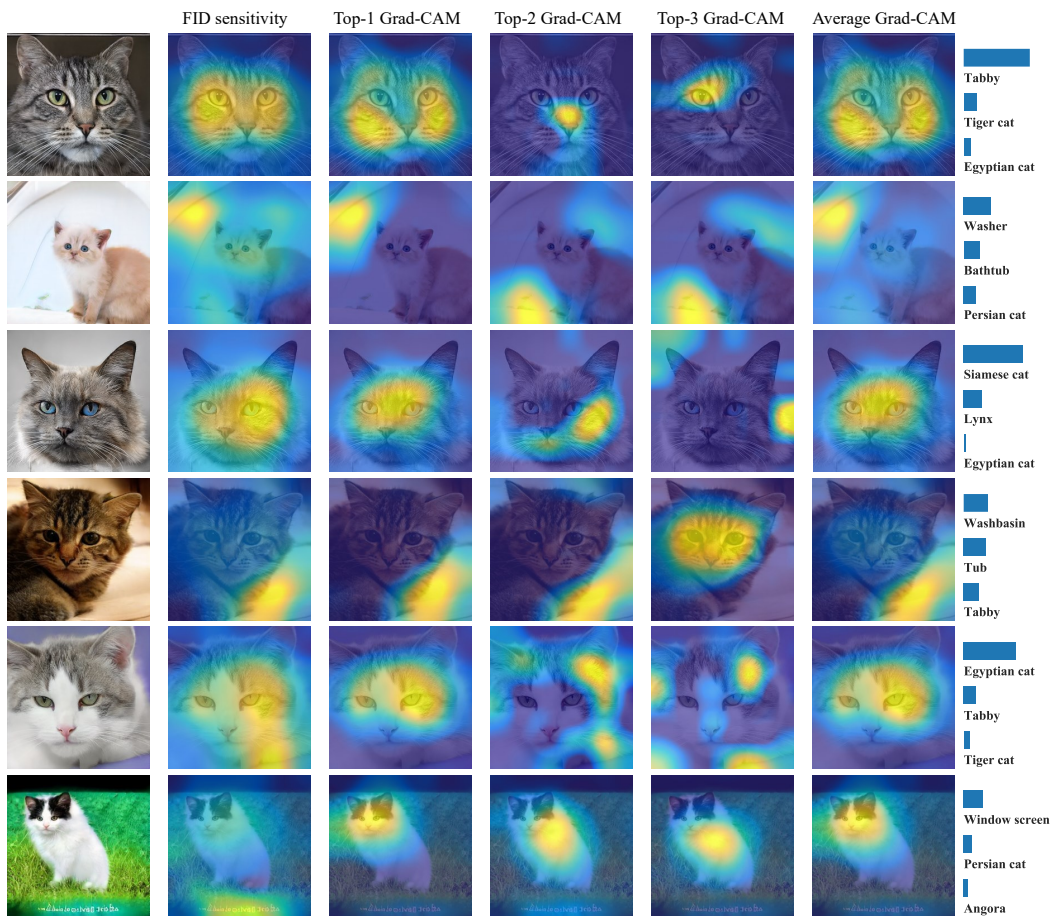 FID sensitivity Top-1 Grad-CAM Top-2 Grad-CAM Top-3 Grad-CAM Average Grad-CAM
Tabby
Tiger cat
Egyptian cat
Washer
Bathtub
Persian cat
Siamese cat
Lynx
Egyptian cat
Washbasin
Tub
Tabby
Egyptian cat
Tabby
Tiger cat
Window screen
Persian cat
Angora